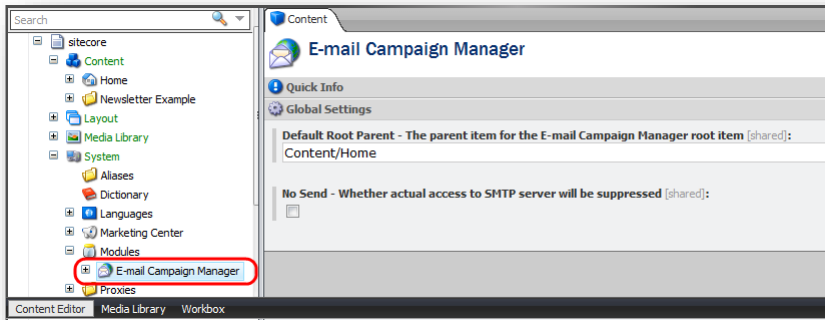 Search
sitecore
Content
Home
Newsletter Example
Layout
Media Library
System
Aliases
Dictionary
Languages
Marketing Center
Modules
E-mail Campaign Manager
Proxies
Content
E-mail Campaign Manager
Quick Info
Global Settings
Default Root Parent - The parent item for the E-mail Campaign Manager root item [shared]:
Content/Home
No Send - Whether actual access to SMTP server will be suppressed [shared]:
Content Editor Media Library Workbox